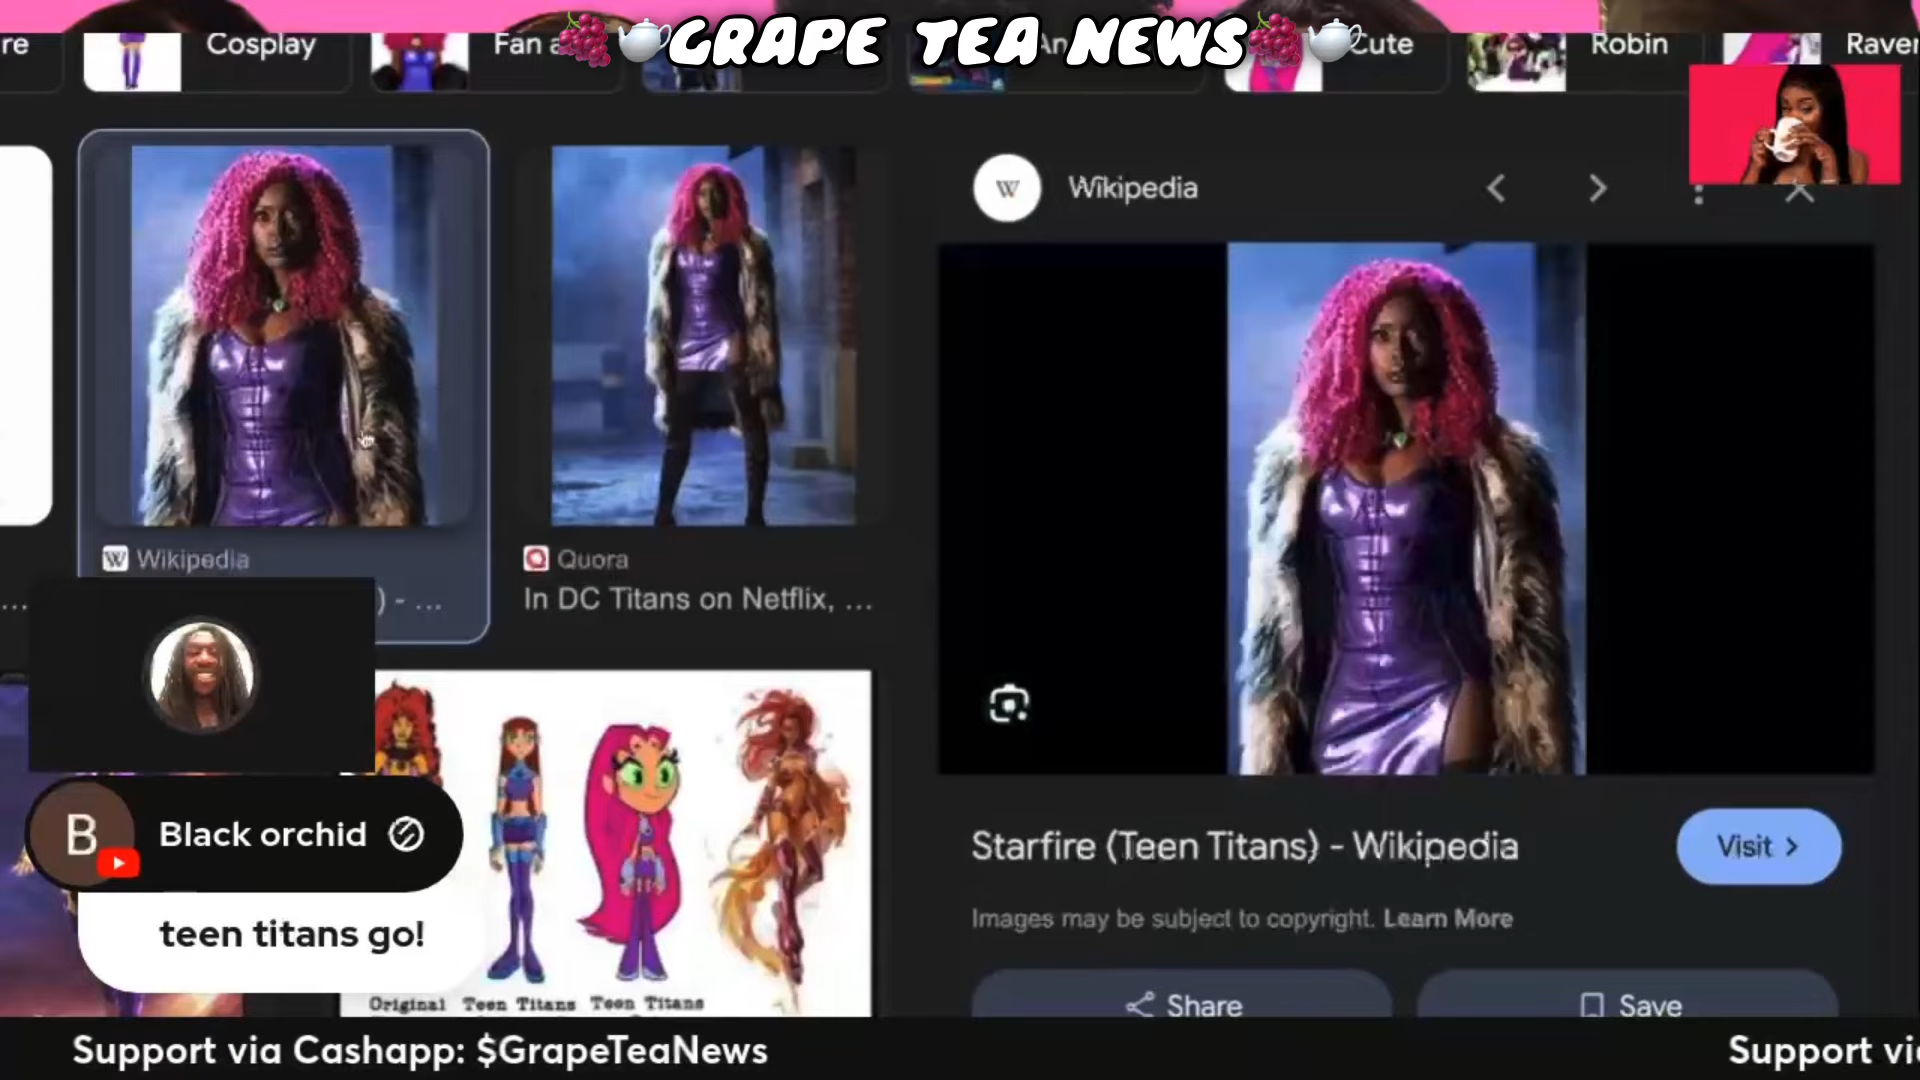 GRAPE TEA NEWS
re
Cosplay
Fan a
An
Cute
Robin
Raven
W
Wikipedia
W Wikipedia
) - ...
Quora
In DC Titans on Netflix, ...
...
B
Black orchid
teen titans go!
Original Teen Titans Teen Titans
Starfire (Teen Titans) - Wikipedia
Visit
Images may be subject to copyright. Learn More
Share
Save
Support via Cashapp: $GrapeTeaNews
Support via